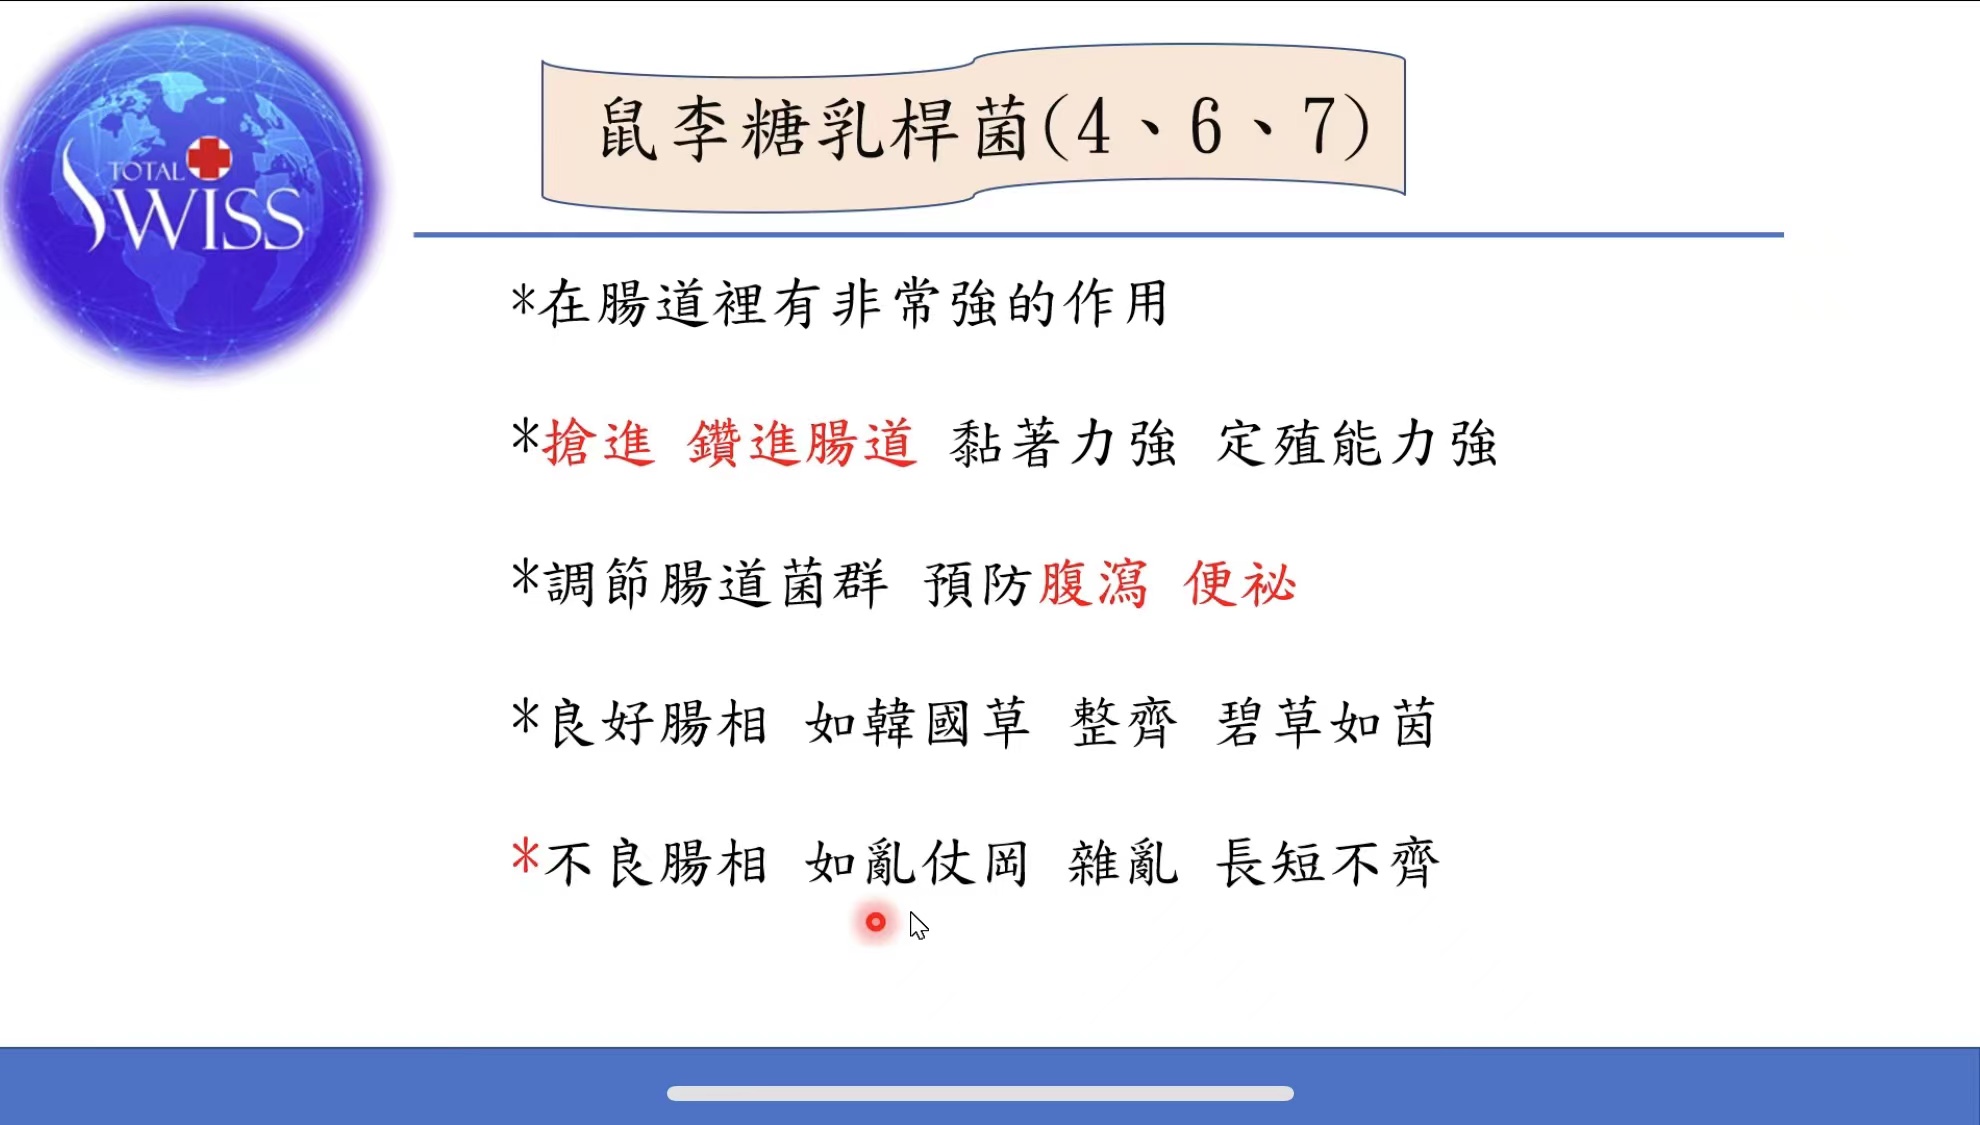 TOTAL
SWISS
鼠李糖乳桿菌(4、6、7)
*在腸道裡有非常強的作用
*搶進 鑽進腸道 黏著力強 定殖能力強
*調節腸道菌群 預防腹瀉 便祕
*良好腸相 如韓國草 整齊 碧草如茵
*不良腸相 如亂仗岡 雜亂 長短不齊